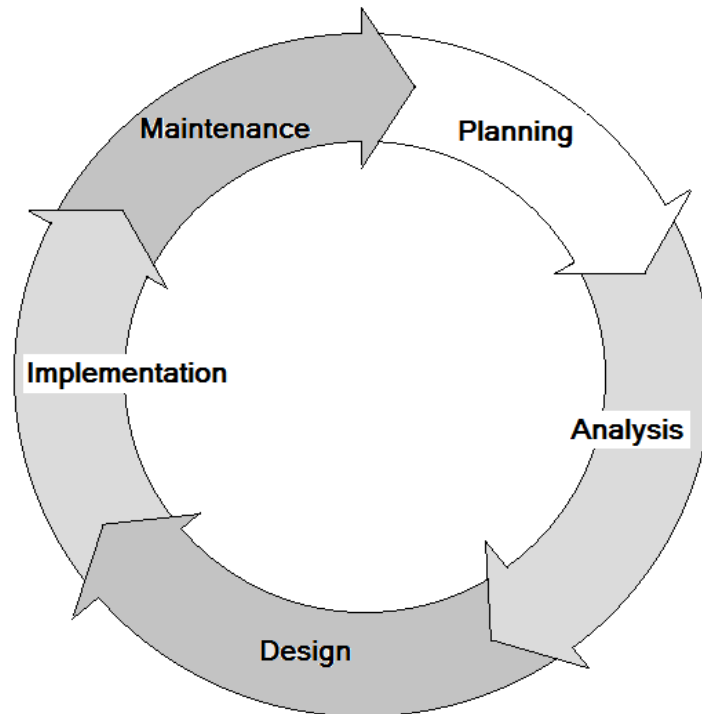 Maintenance
Planning
Implementation
Analysis
Design